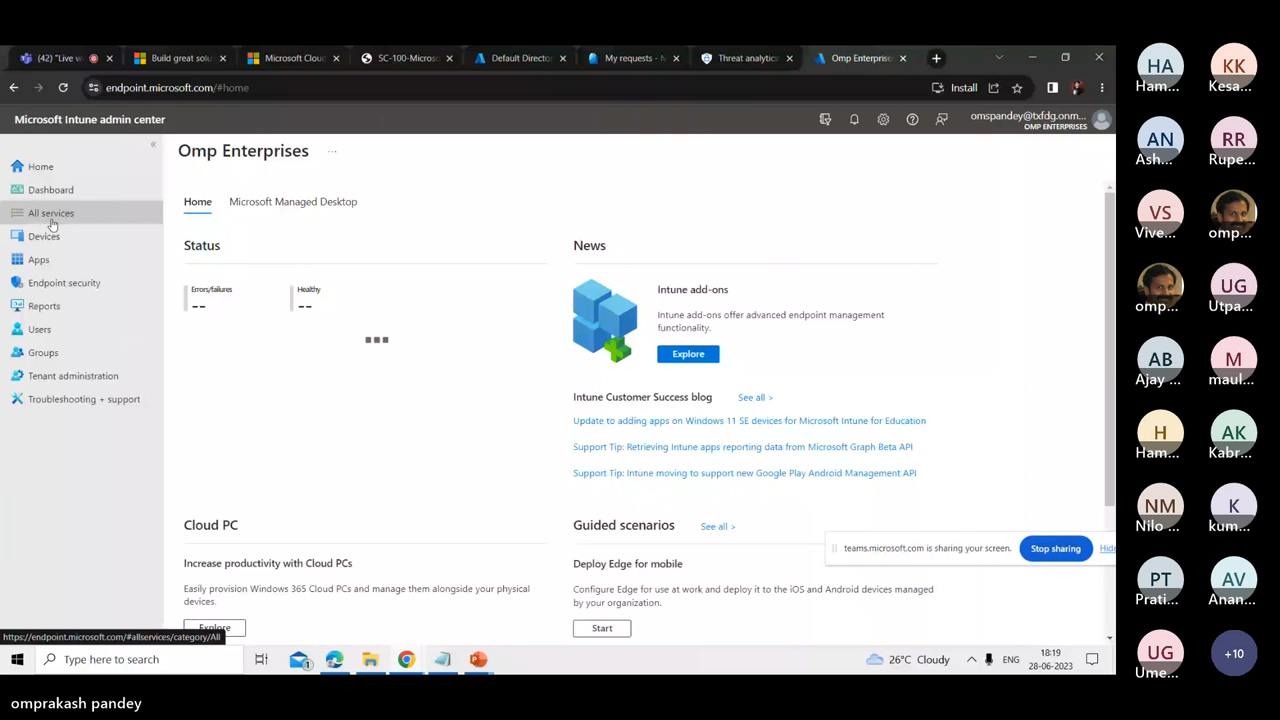 (42) "Live w
Build great solu
Microsoft Cloud
SC-100-Microso
Default Director
My requests - M
Threat analytics
Omp Enterprise
endpoint.microsoft.com/#home
Install
Microsoft Intune admin center
omspandey@txfdg.onm...
OMP ENTERPRISES
Home
Dashboard
All services
Devices
Apps
Endpoint security
Reports
Users
Groups
Tenant administration
Troubleshooting + support
Omp Enterprises
...
Home
Microsoft Managed Desktop
Status
Errors/failures
--
Healthy
--
News
Intune add-ons
Intune add-ons offer advanced endpoint management
functionality.
Explore
Intune Customer Success blog
See all >
Update to adding apps on Windows 11 SE devices for Microsoft Intune for Education
Support Tip: Retrieving Intune apps reporting data from Microsoft Graph Beta API
Support Tip: Intune moving to support new Google Play Android Management API
Cloud PC
Increase productivity with Cloud PCs
Easily provision Windows 365 Cloud PCs and manage them alongside your physical
devices.
Explore
Guided scenarios
See all >
Deploy Edge for mobile
Configure Edge for use at work and deploy it to the iOS and Android devices managed
by your organization.
Start
teams.microsoft.com is sharing your screen.
Stop sharing
Hide
https://endpoint.microsoft.com/#allservices/category/All
Type here to search
1
26°C Cloudy
ENG
18:19
28-06-2023
HA
Ham...
KK
Kesa...
AN
Ash...
RR
Rupe...
VS
Vive...
omp...
omp...
UG
Utpa...
AB
Ajay ...
M
maul...
H
Ham...
AK
Kabr...
NM
Nilo ...
K
kum...
PT
Prati...
AV
Anan...
UG
Ume...
+10
omprakash pandey